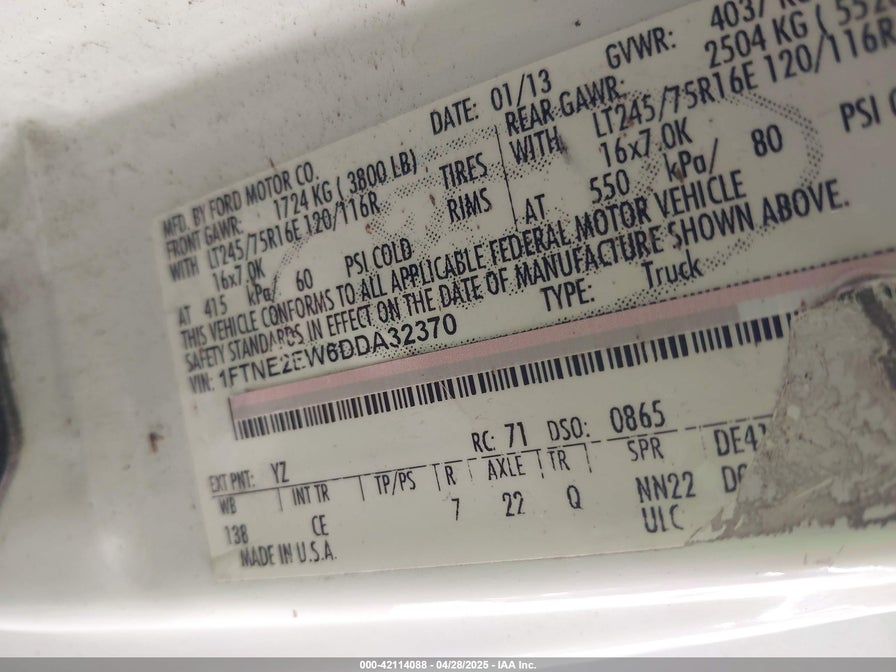 MFD. BY FORD MOTOR CO.
DATE: 01/13
GVWR: 4037
FRONT GAWR: 1724 KG ( 3800 LB)
REAR GAWR: 2504 KG (
WITH LT245/75R16E 120/116R
TIRES
WITH LT245/75R16E 120/116R
16x7.0K
RIMS
16x7.0K
AT 415 kPa/ 60 PSI COLD
AT 550 kPa/ 80 PSI
THIS VEHICLE CONFORMS TO ALL APPLICABLE FEDERAL MOTOR VEHICLE
SAFETY STANDARDS IN EFFECT ON THE DATE OF MANUFACTURE SHOWN ABOVE.
VIN: 1FTNE2EW6DDA32370
TYPE: Truck
EXT PNT: YZ
RC: 71 DSO: 0865
WB INT TR TP/PS R AXLE TR SPR
138 CE 7 22 Q NN22
ULC
MADE IN U.S.A.
000-42114088 - 04/28/2025 - IAA Inc.